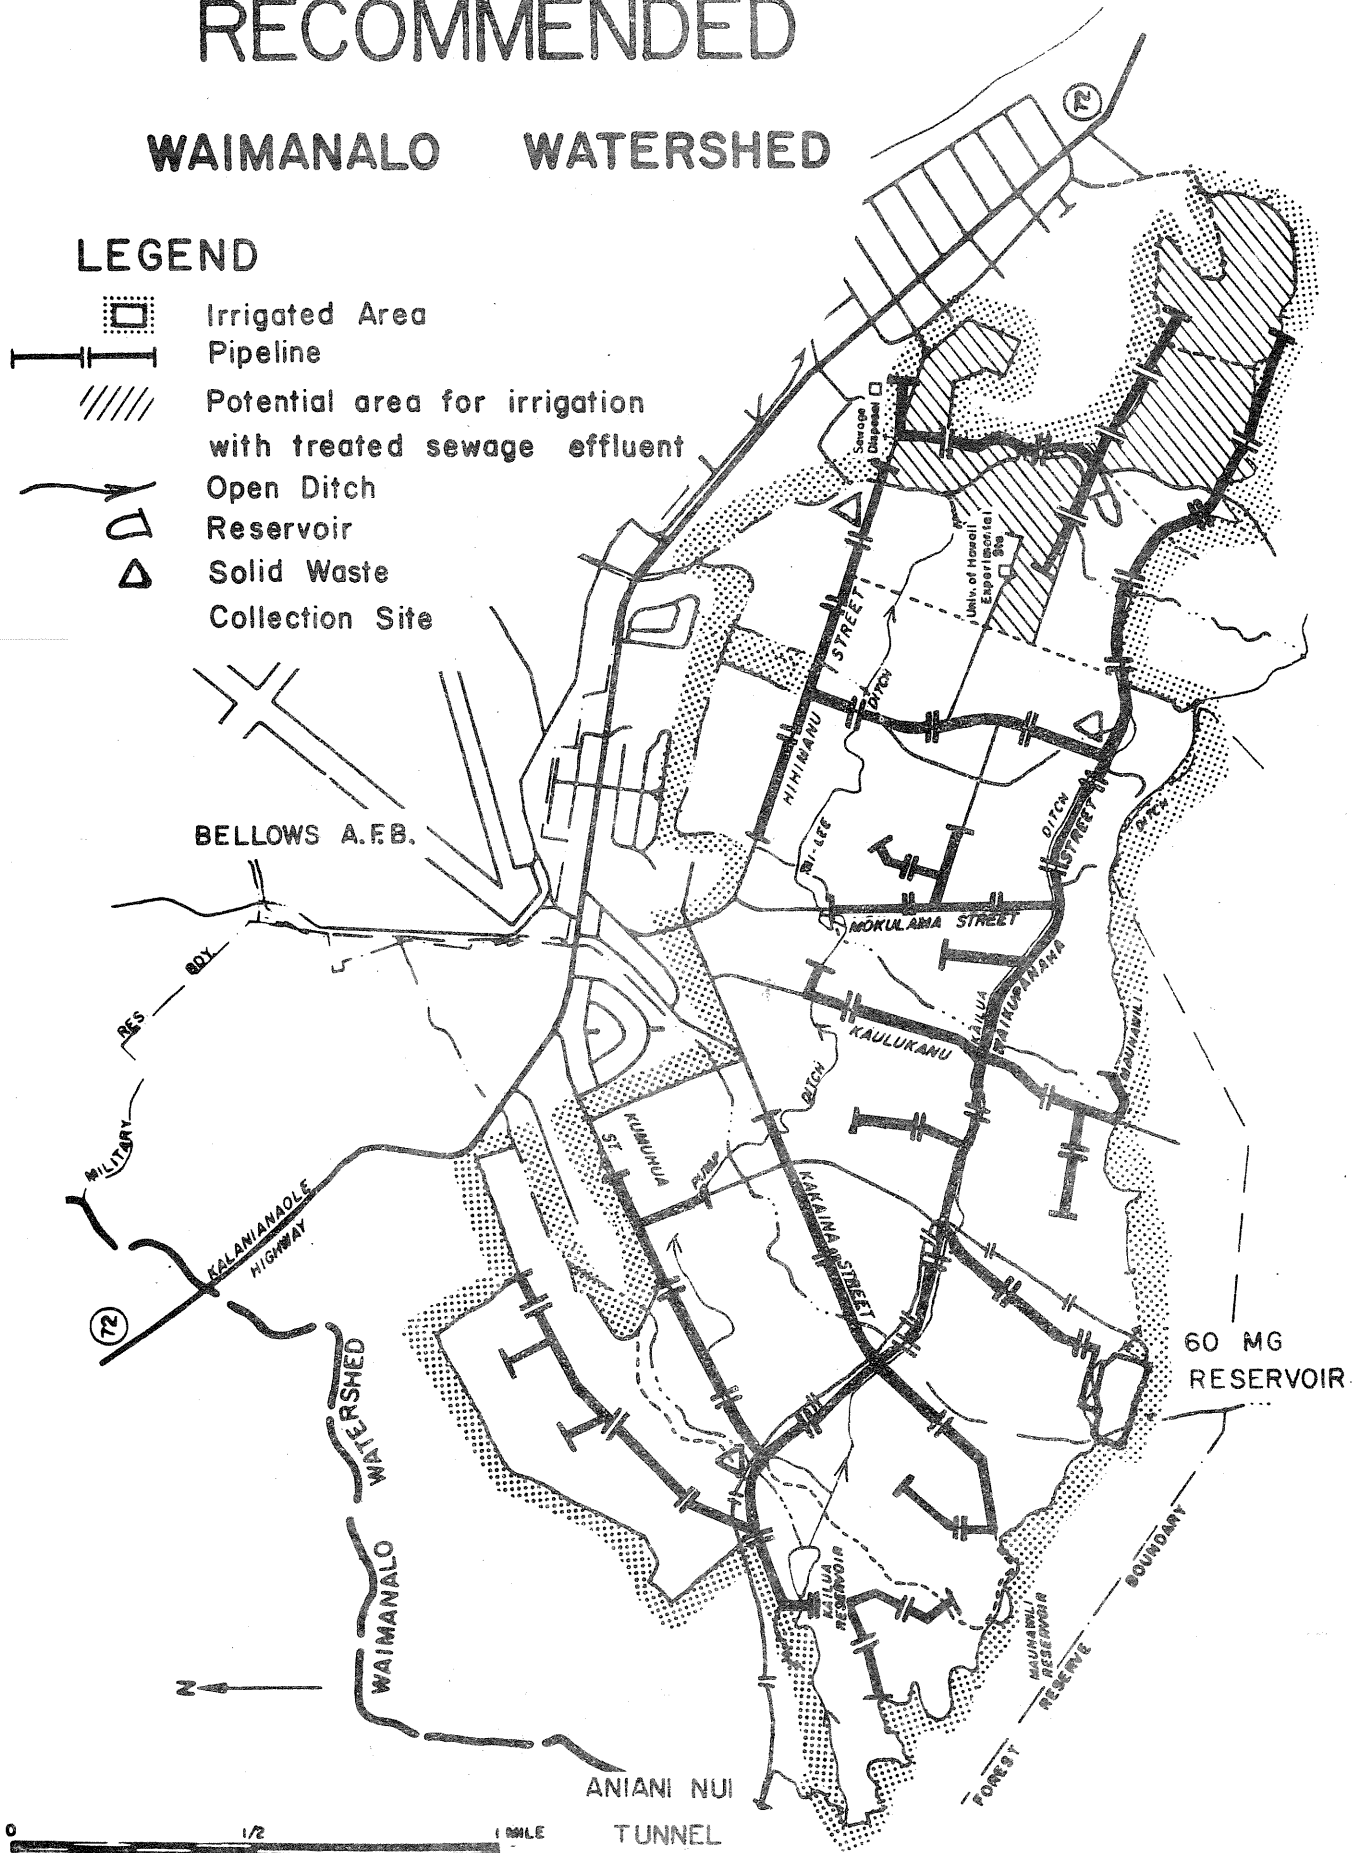 RECOMMENDED
WAIMANALO WATERSHED
72
LEGEND
Irrigated Area
Pipeline
Potential area for irrigation
with treated sewage effluent
Open Ditch
Reservoir
Solid Waste
Collection Site
Sewage
Disposal
Univ. of Hawaii
Experimental
Sta
STREET
DITCH
HIHIMANU
BELLOWS A.F.B.
DITCH
STREET
DITCH
MOKULAMA STREET
BDY.
RES.
MILITARY
KAILUA
WAIKUPANAHA
KAULUKANU
MAUNAWILI
DITCH
KUMUHUA
ST
PUMP
KALANIANAOLE
HIGHWAY
72
STREET
60 MG
RESERVOIR
WATERSHED
WAIMANALO
KAILUA
RESERVOIR
MAUNAWILI
RESERVOIR
BOUNDARY
RESERVE
FOREST
N
ANIANI NUI
TUNNEL
0 1/2 1 MILE